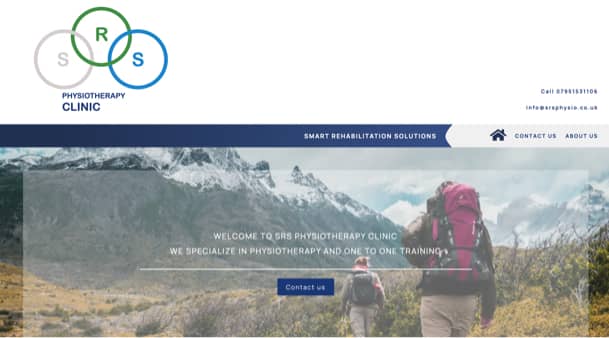 S R S
PHYSIOTHERAPY
CLINIC
Call 07951531106
info@srsphysio.co.uk
SMART REHABILITATION SOLUTIONS
CONTACT US ABOUT US
WELCOME TO SRS PHYSIOTHERAPY CLINIC
WE SPECIALIZE IN PHYSIOTHERAPY AND ONE TO ONE TRAINING
Contact us